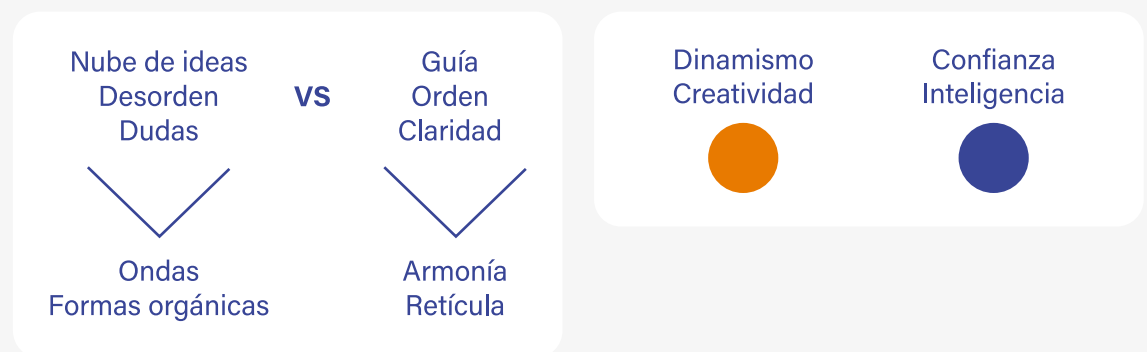 Nube de ideas
Desorden
Dudas
VS
Guía
Orden
Claridad
Ondas
Formas orgánicas
Armonía
Retícula
Dinamismo
Creatividad
Confianza
Inteligencia